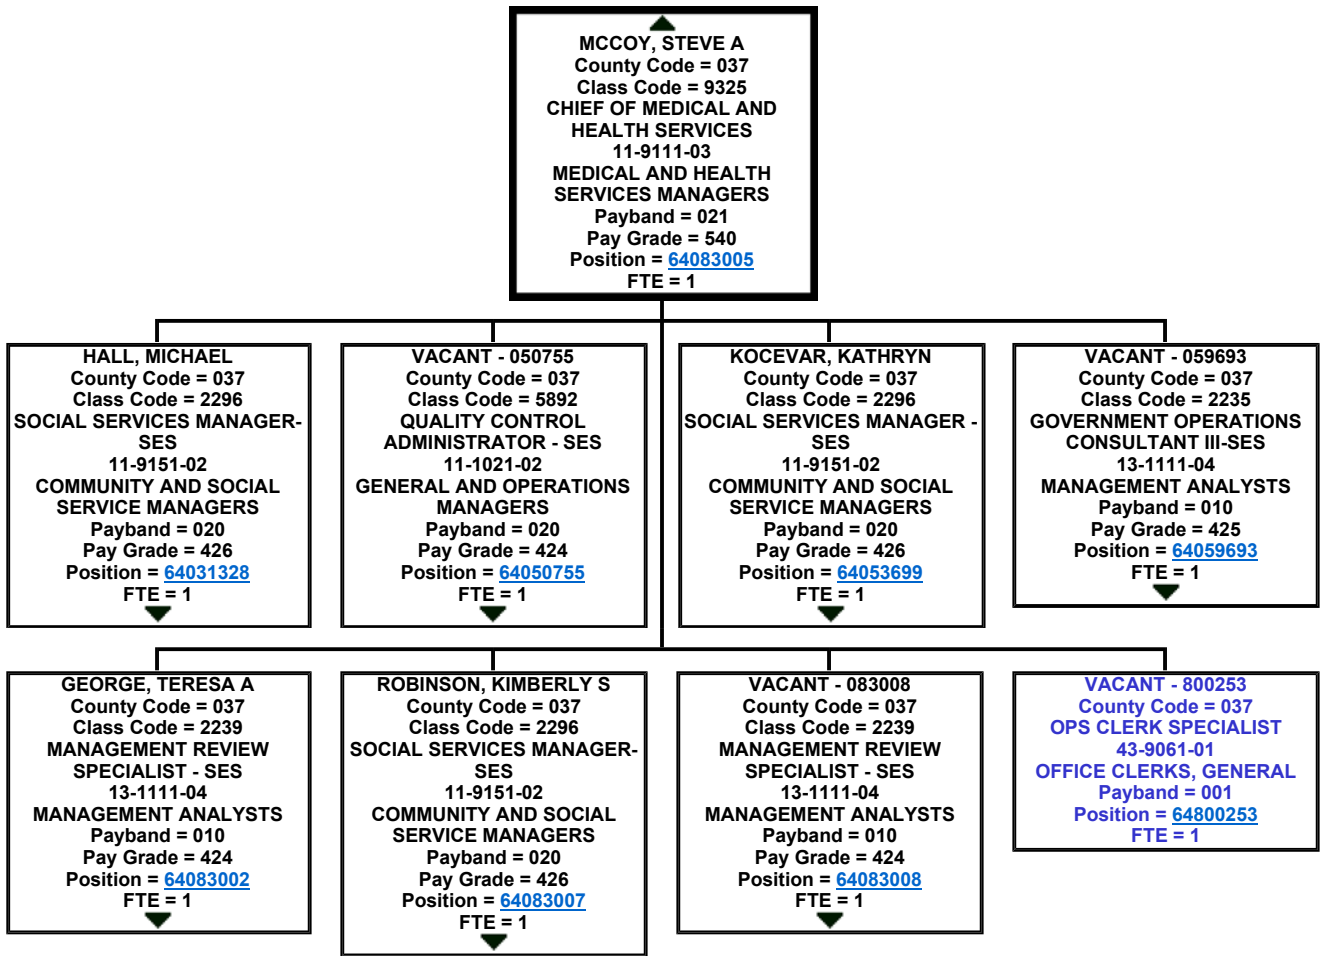 MCCOY, STEVE A
County Code = 037
Class Code = 9325
CHIEF OF MEDICAL AND
HEALTH SERVICES
11-9111-03
MEDICAL AND HEALTH
SERVICES MANAGERS
Payband = 021
Pay Grade = 540
Position = 64083005
FTE = 1
HALL, MICHAEL
County Code = 037
Class Code = 2296
SOCIAL SERVICES MANAGER-
SES
11-9151-02
COMMUNITY AND SOCIAL
SERVICE MANAGERS
Payband = 020
Pay Grade = 426
Position = 64031328
FTE = 1
VACANT - 050755
County Code = 037
Class Code = 5892
QUALITY CONTROL
ADMINISTRATOR - SES
11-1021-02
GENERAL AND OPERATIONS
MANAGERS
Payband = 020
Pay Grade = 424
Position = 64050755
FTE = 1
KOCEVAR, KATHRYN
County Code = 037
Class Code = 2296
SOCIAL SERVICES MANAGER -
SES
11-9151-02
COMMUNITY AND SOCIAL
SERVICE MANAGERS
Payband = 020
Pay Grade = 426
Position = 64053699
FTE = 1
VACANT - 059693
County Code = 037
Class Code = 2235
GOVERNMENT OPERATIONS
CONSULTANT III-SES
13-1111-04
MANAGEMENT ANALYSTS
Payband = 010
Pay Grade = 425
Position = 64059693
FTE = 1
GEORGE, TERESA A
County Code = 037
Class Code = 2239
MANAGEMENT REVIEW
SPECIALIST - SES
13-1111-04
MANAGEMENT ANALYSTS
Payband = 010
Pay Grade = 424
Position = 64083002
FTE = 1
ROBINSON, KIMBERLY S
County Code = 037
Class Code = 2296
SOCIAL SERVICES MANAGER-
SES
11-9151-02
COMMUNITY AND SOCIAL
SERVICE MANAGERS
Payband = 020
Pay Grade = 426
Position = 64083007
FTE = 1
VACANT - 083008
County Code = 037
Class Code = 2239
MANAGEMENT REVIEW
SPECIALIST - SES
13-1111-04
MANAGEMENT ANALYSTS
Payband = 010
Pay Grade = 424
Position = 64083008
FTE = 1
VACANT - 800253
County Code = 037
OPS CLERK SPECIALIST
43-9061-01
OFFICE CLERKS, GENERAL
Payband = 001
Position = 64800253
FTE = 1